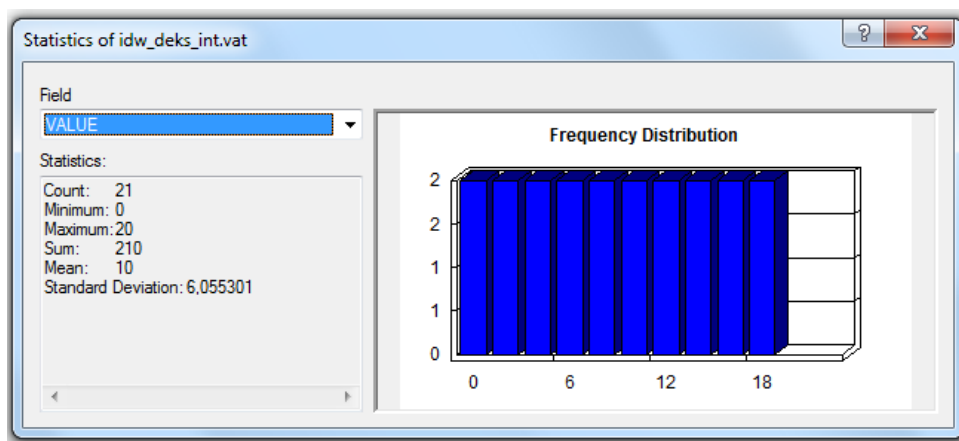 Statistics of idw_deks_int.vat
Field
VALUE
Statistics:
Count: 21
Minimum: 0
Maximum: 20
Sum: 210
Mean: 10
Standard Deviation: 6,055301
Frequency Distribution
2
2
1
1
0
0 6 12 18